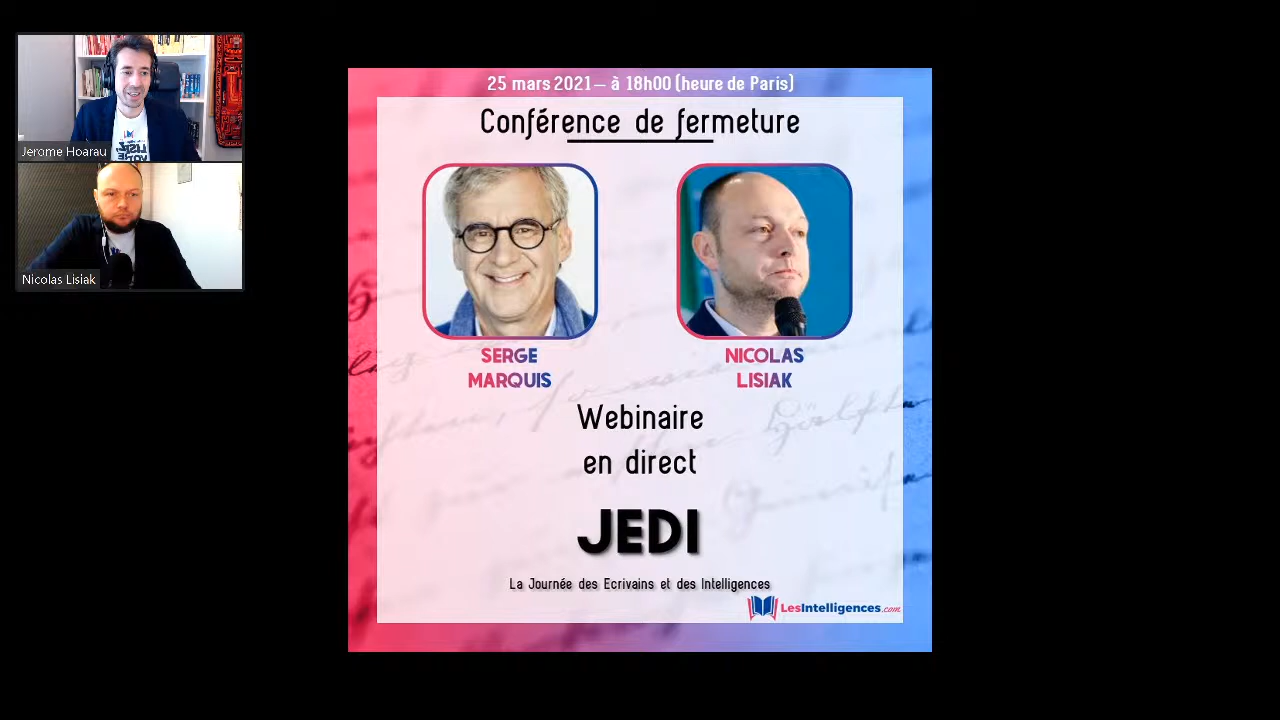 Jerome Hoarau
Nicolas Lisiak
25 mars 2021 – à 18h00 (heure de Paris)
Conférence de fermeture
SERGE
MARQUIS
NICOLAS
LISIAK
Webinaire
en direct
JEDI
La Journée des Ecrivains et des Intelligences
LesIntelligences.com